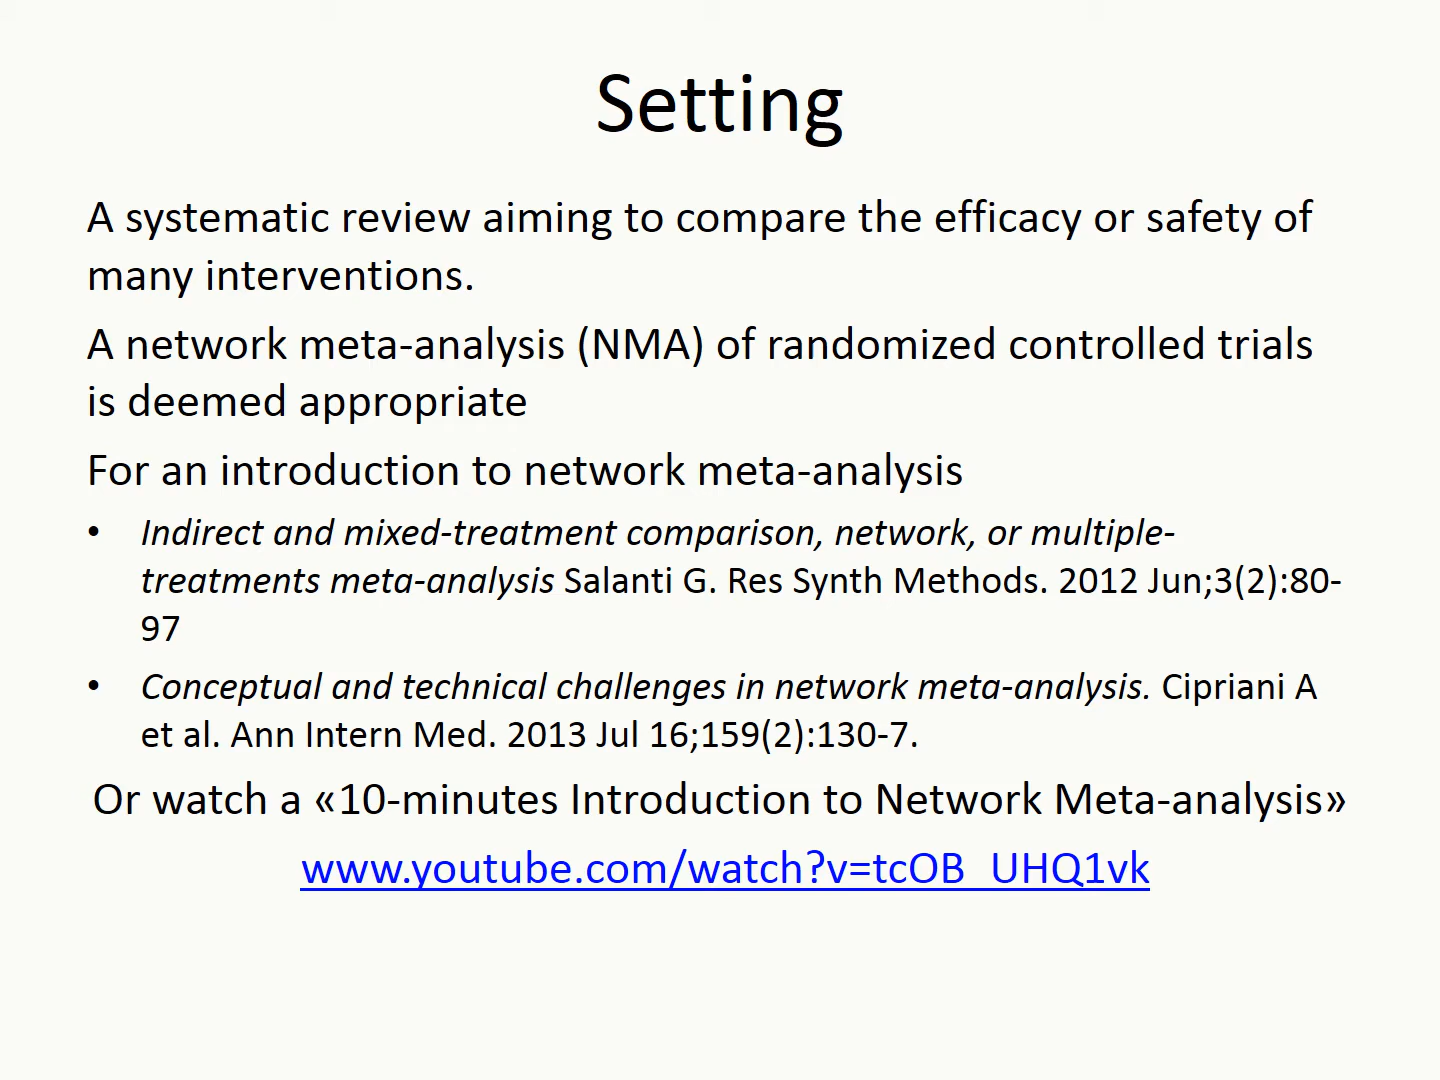 Setting
A systematic review aiming to compare the efficacy or safety of
many interventions.
A network meta-analysis (NMA) of randomized controlled trials
is deemed appropriate
For an introduction to network meta-analysis
• Indirect and mixed-treatment comparison, network, or multiple-
treatments meta-analysis Salanti G. Res Synth Methods. 2012 Jun;3(2):80-
97
• Conceptual and technical challenges in network meta-analysis. Cipriani A
et al. Ann Intern Med. 2013 Jul 16;159(2):130-7.
Or watch a «10-minutes Introduction to Network Meta-analysis»
www.youtube.com/watch?v=tcOB_UHQ1vk